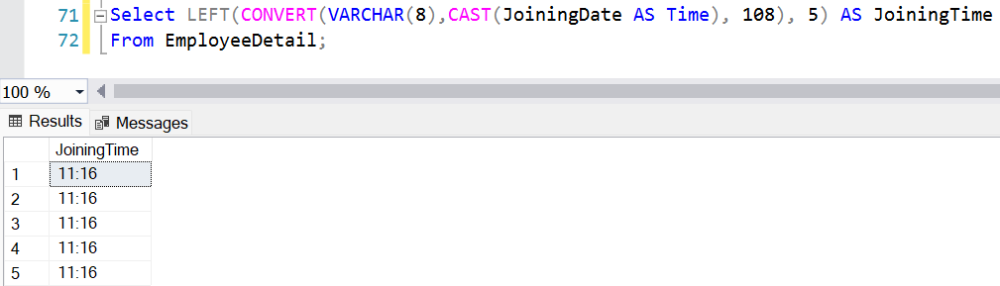 71 Select LEFT(CONVERT(VARCHAR(8),CAST(JoiningDate AS Time), 108), 5) AS JoiningTime
72 From EmployeeDetail;
100 %
Results Messages
JoiningTime
1 11:16
2 11:16
3 11:16
4 11:16
5 11:16